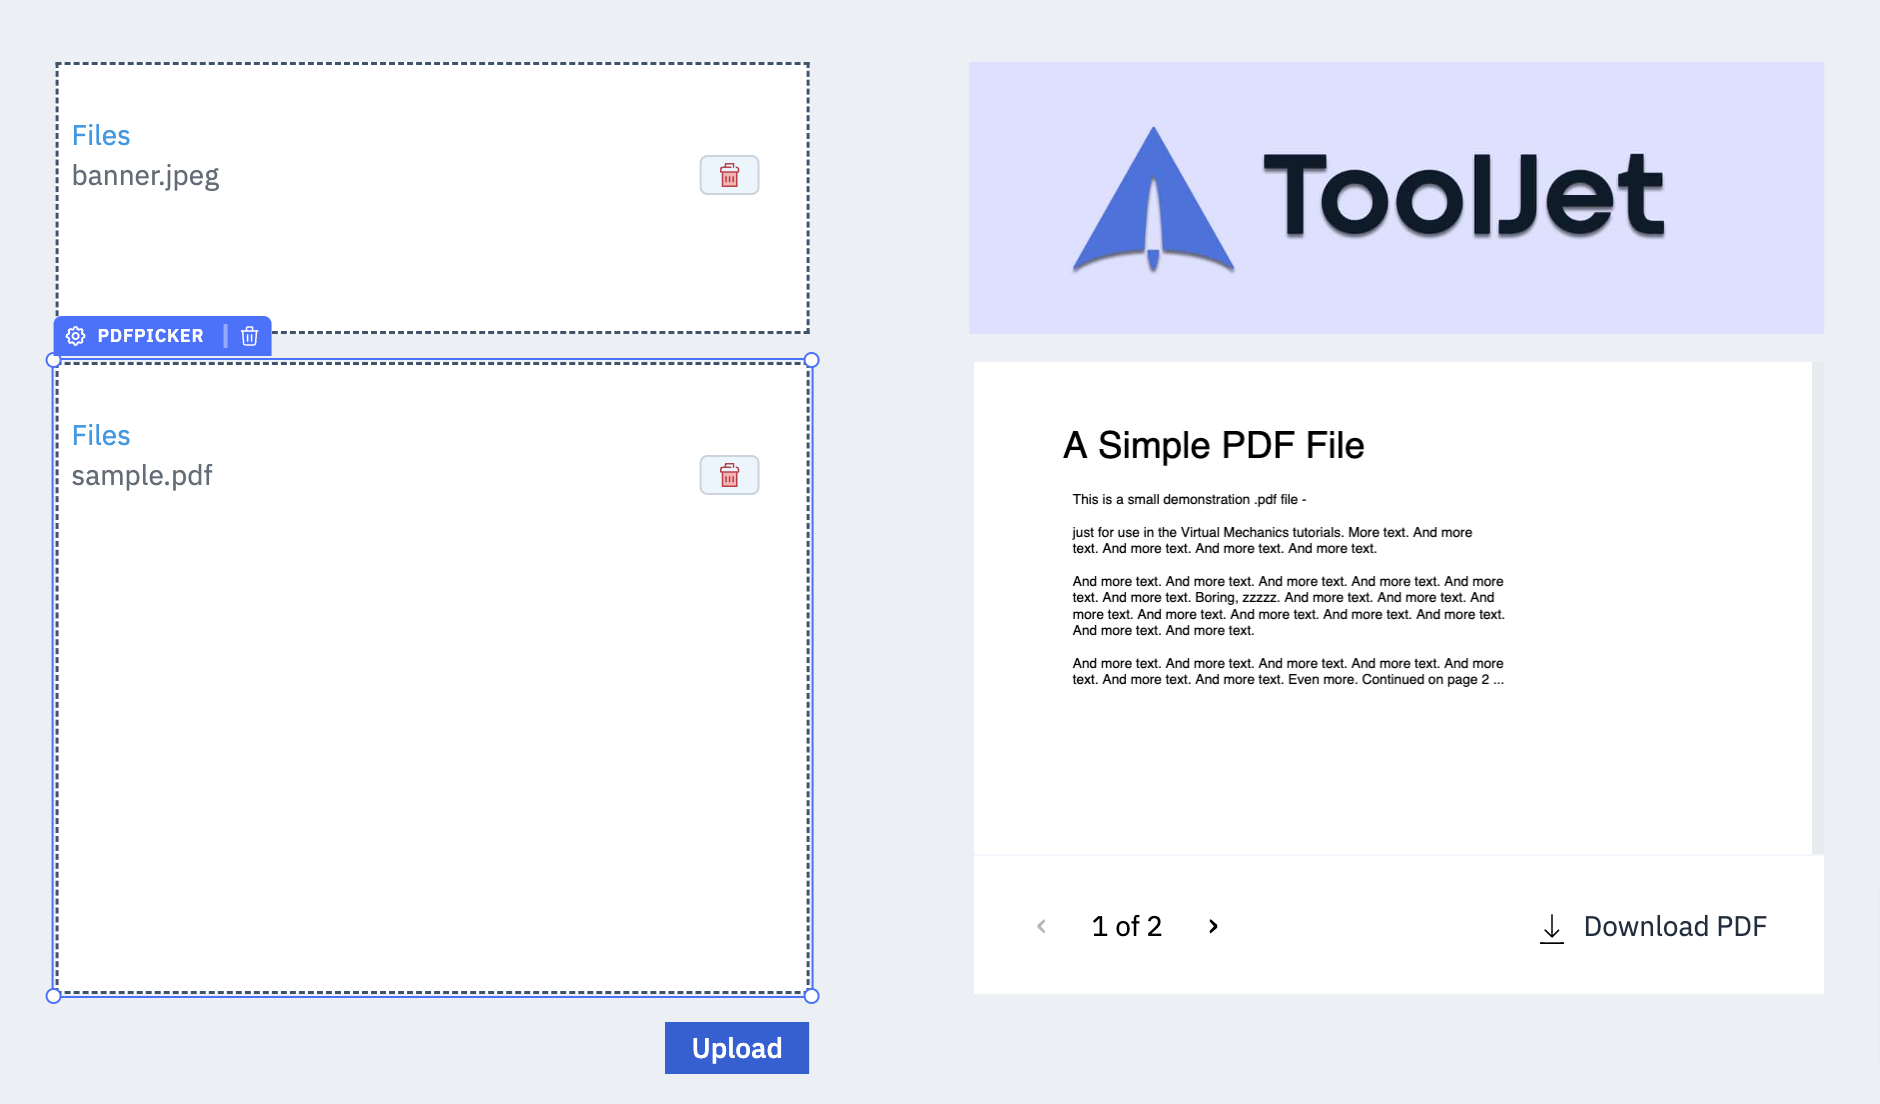 Files
banner.jpeg
PDFPICKER
Files
sample.pdf
Upload
ToolJet
A Simple PDF File
This is a small demonstration .pdf file -
just for use in the Virtual Mechanics tutorials. More text. And more
text. And more text. And more text. And more text.
And more text. And more text. And more text. And more text. And more
text. And more text. Boring, zzzzz. And more text. And more text. And
more text. And more text. And more text. And more text. And more text.
And more text. And more text.
And more text. And more text. And more text. And more text. And more
text. And more text. And more text. Even more. Continued on page 2 ...
1 of 2
Download PDF